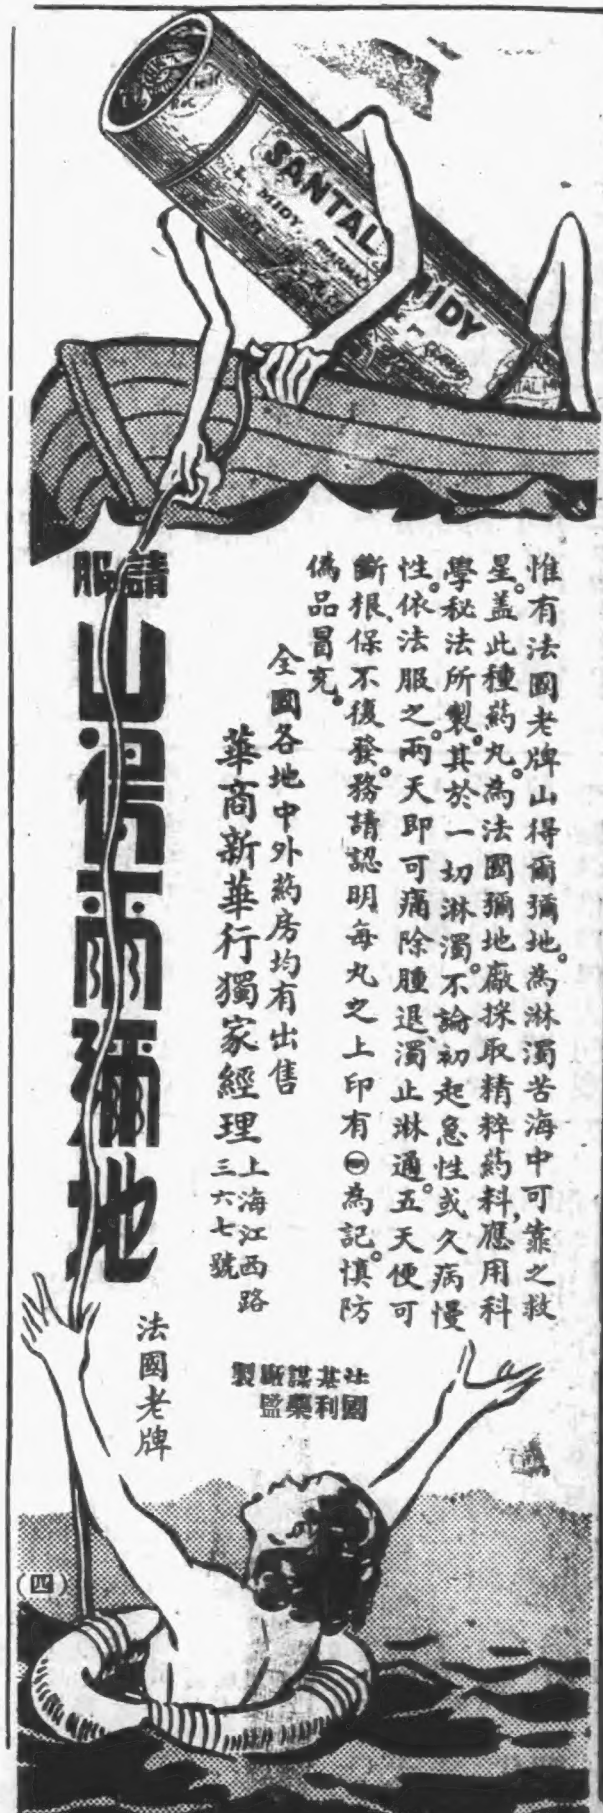 SANTAL MIDY
L. MIDY, PHARMAC
惟有法國老牌山得爾彌地。為淋濁苦海中可靠之救
星。蓋此種葯丸。為法國彌地廠採取精粹葯料，應用科
學秘法所製。其於一切淋濁。不論初起急性或久病慢
性。依法服之。兩天即可痛除腫退、濁止淋通。五天便可
斷根、保不復發。務請認明每丸之上印有為記。慎防
偽品冒充。
全國各地中外葯房均有出售
華商新華行獨家經理
上海江西路
三六七號
請服
山得爾彌地
法國老牌
法國
基利
謀藥
廠監
製
(四)